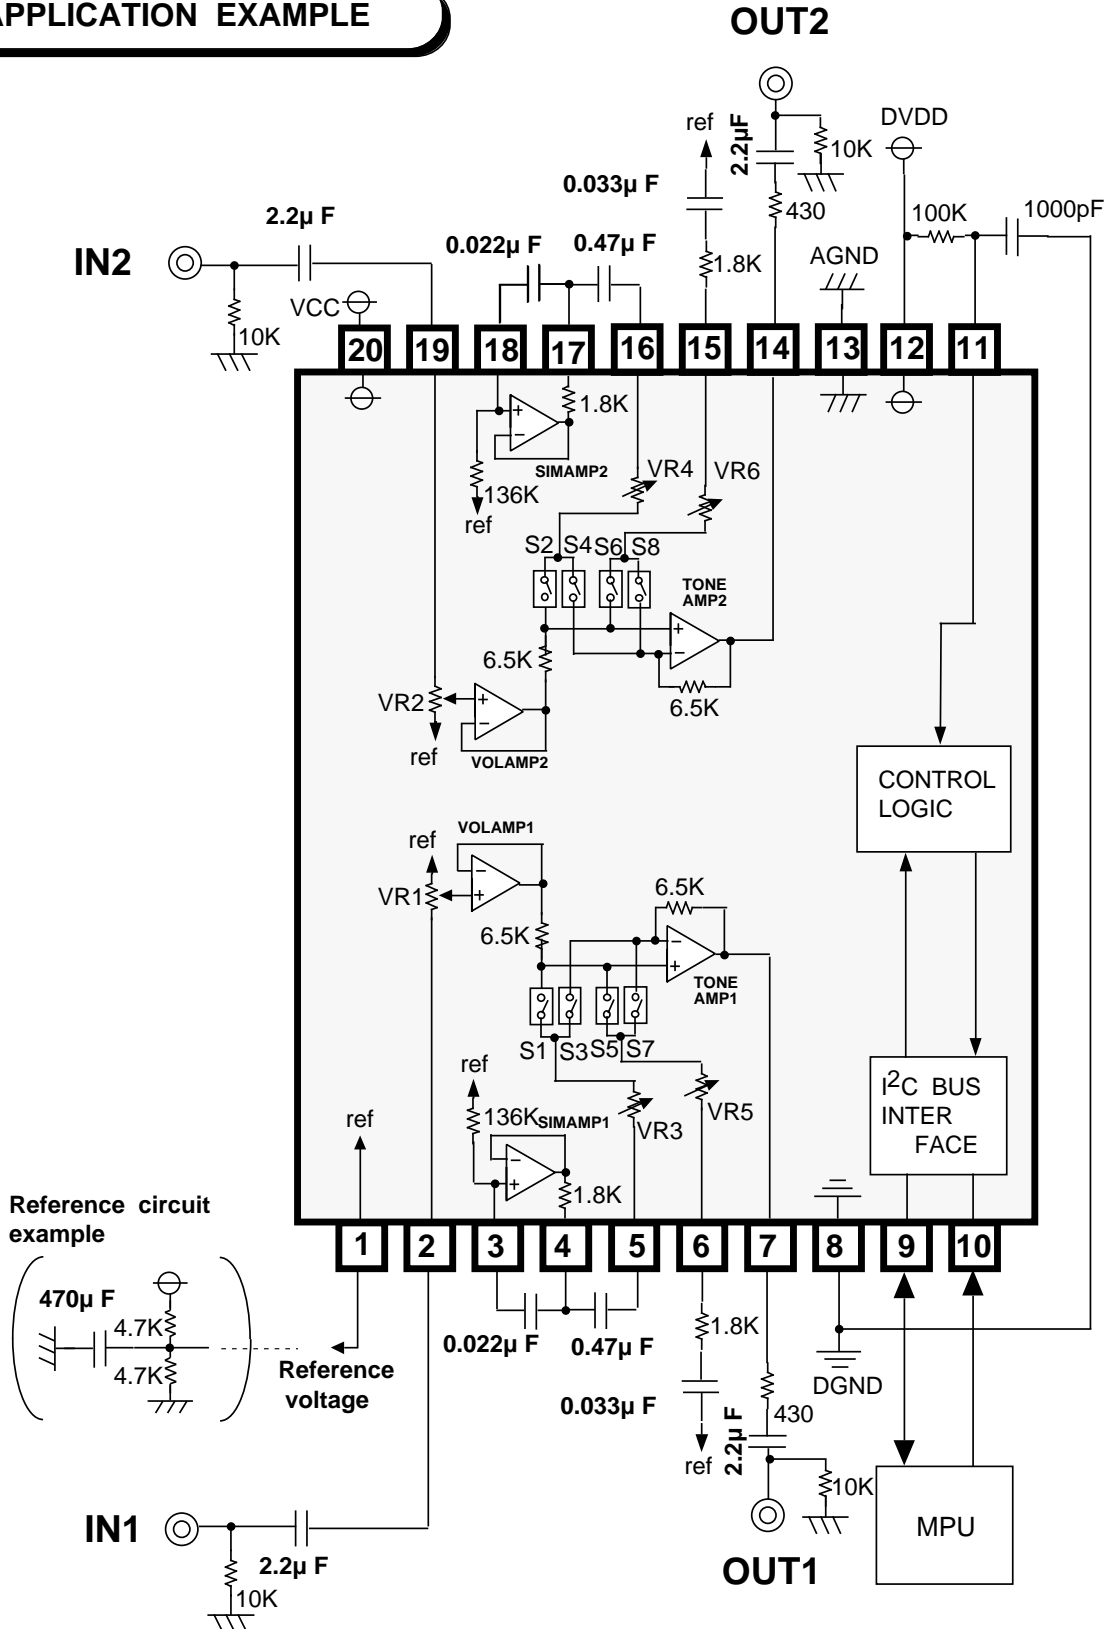 APPLICATION EXAMPLE
OUT2
ref
2.2µF
10K
DVDD
0.033µ F
430
100K
1000pF
2.2µ F
0.022µ F
0.47µ F
1.8K
AGND
IN2
VCC
10K
20
19
18
17
16
15
14
13
12
11
+
−
1.8K
SIMAMP2
VR4
VR6
136K
ref
S2
S4
S6
S8
TONE
AMP2
+
−
6.5K
6.5K
VR2
+
−
ref
VOLAMP2
CONTROL
LOGIC
VOLAMP1
ref
−
+
VR1
6.5K
6.5K
−
+
TONE
AMP1
S1
S3
S5
S7
ref
I2C BUS
INTER
FACE
136K
SIMAMP1
VR3
VR5
ref
−
+
1.8K
Reference circuit
example
1
2
3
4
5
6
7
8
9
10
470µ F
4.7K
4.7K
Reference
voltage
0.022µ F
0.47µ F
1.8K
0.033µ F
DGND
430
2.2µ F
ref
10K
MPU
IN1
2.2µ F
10K
OUT1